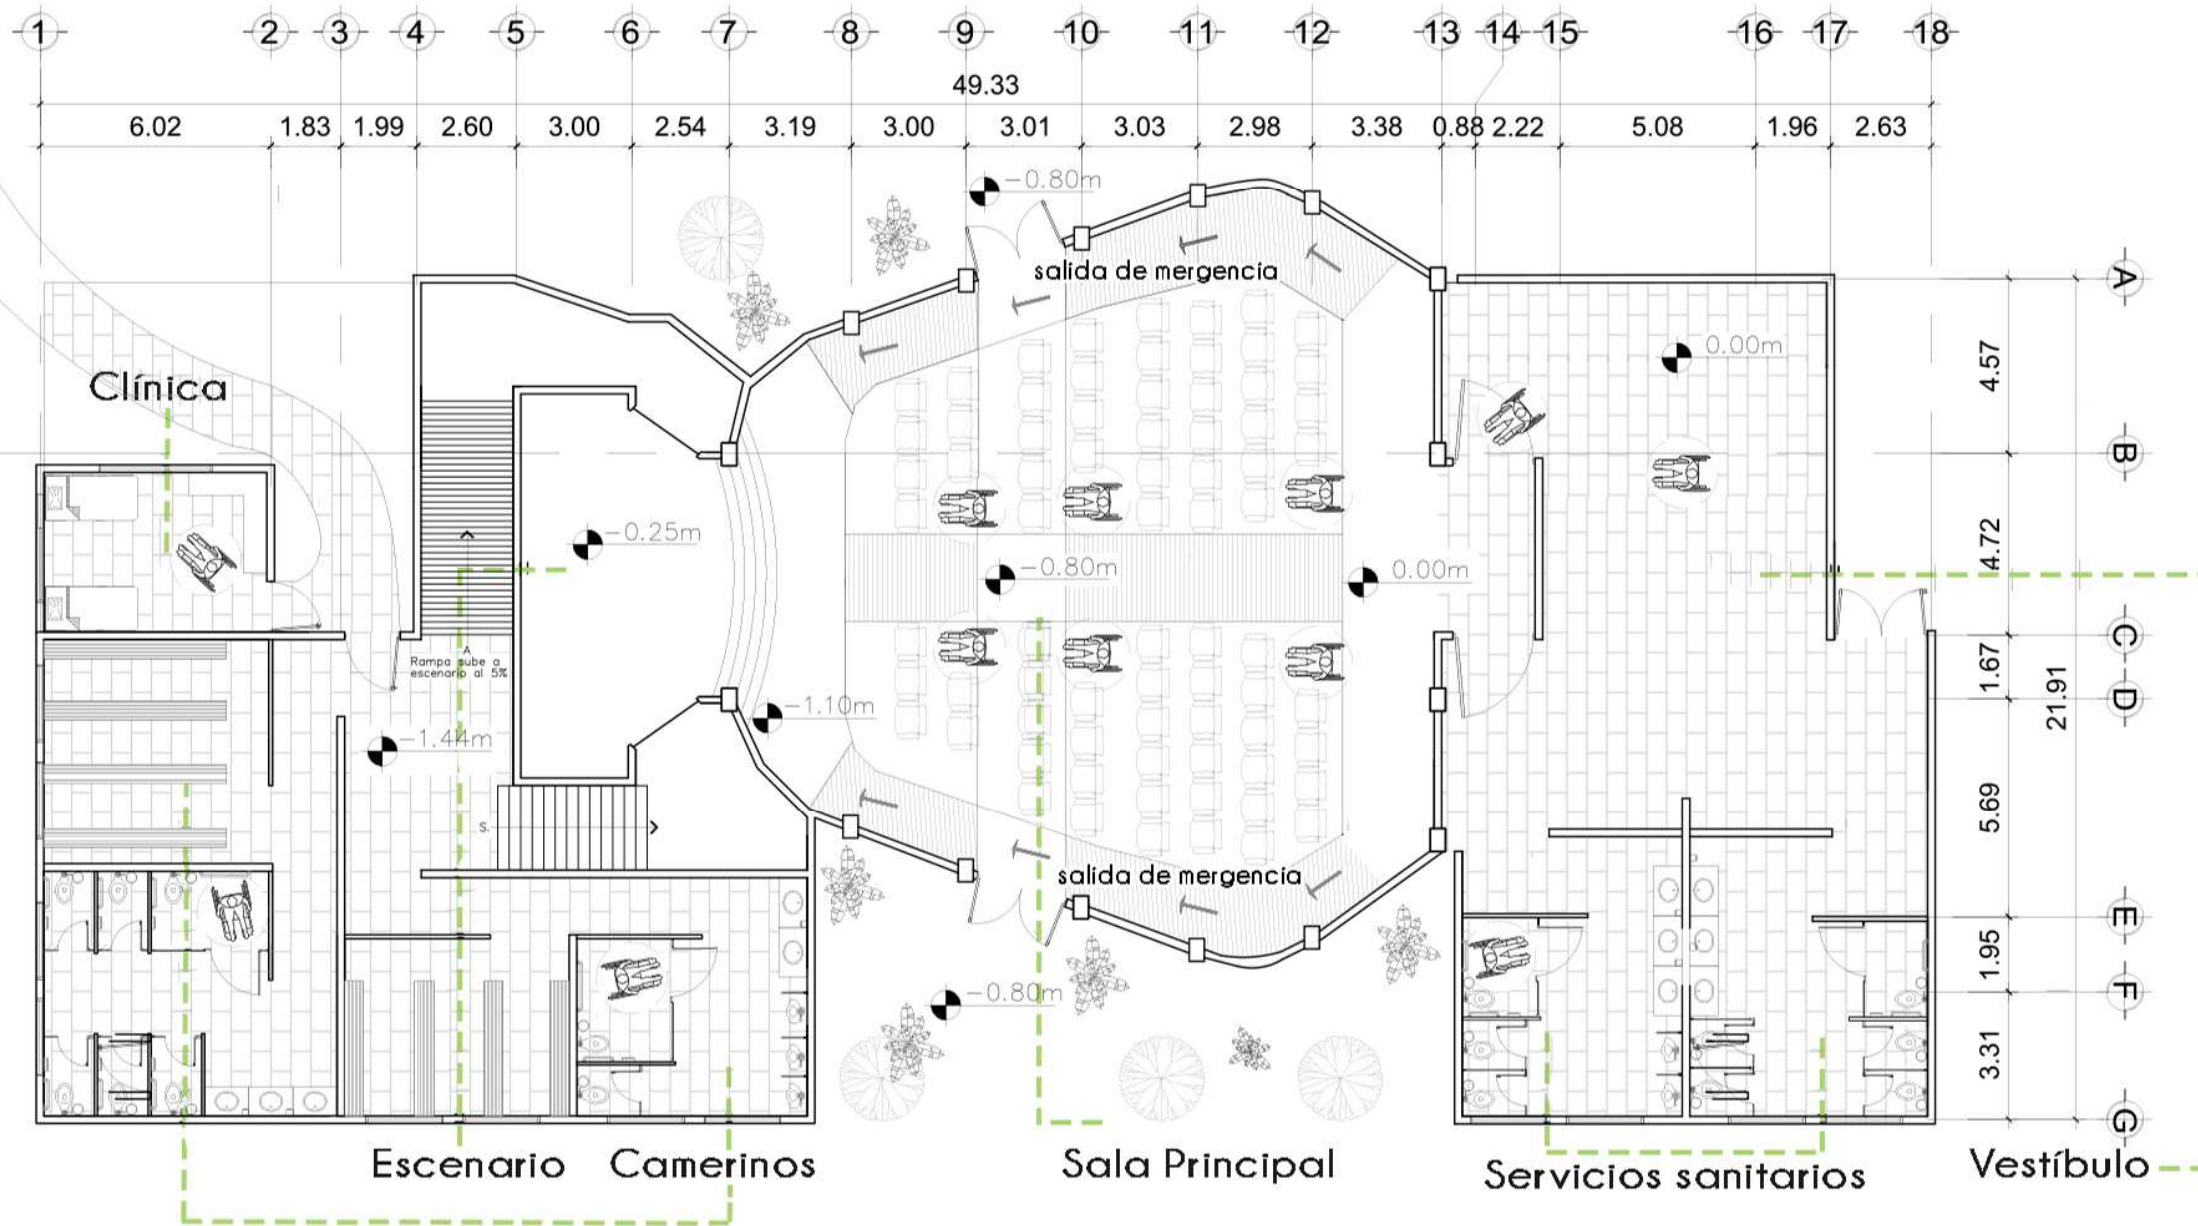 1 2 3 4 5 6 7 8 9 10 11 12 13 14 15 16 17 18
49.33
6.02 1.83 1.99 2.60 3.00 2.54 3.19 3.00 3.01 3.03 2.98 3.38 0.88 2.22 5.08 1.96 2.63
-0.80m
salida de mergencia
A
0.00m
4.57
Clínica
B
-0.25m
4.72
-0.80m
0.00m
C
A
Rampa sube a
escenario al 5%
1.67
21.91
D
-1.10m
-1.44m
5.69
S.
salida de mergencia
E
1.95
-0.80m
F
3.31
G
Escenario
Camerinos
Sala Principal
Servicios sanitarios
Vestíbulo